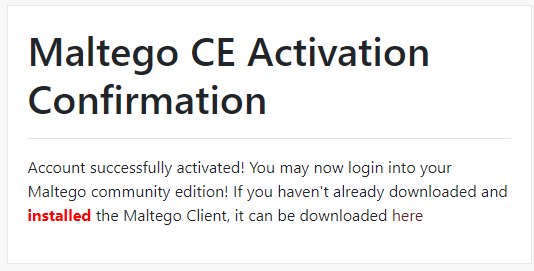 Maltego CE Activation
Confirmation
Account successfully activated! You may now login into your
Maltego community edition! If you haven't already downloaded and
installed the Maltego Client, it can be downloaded here